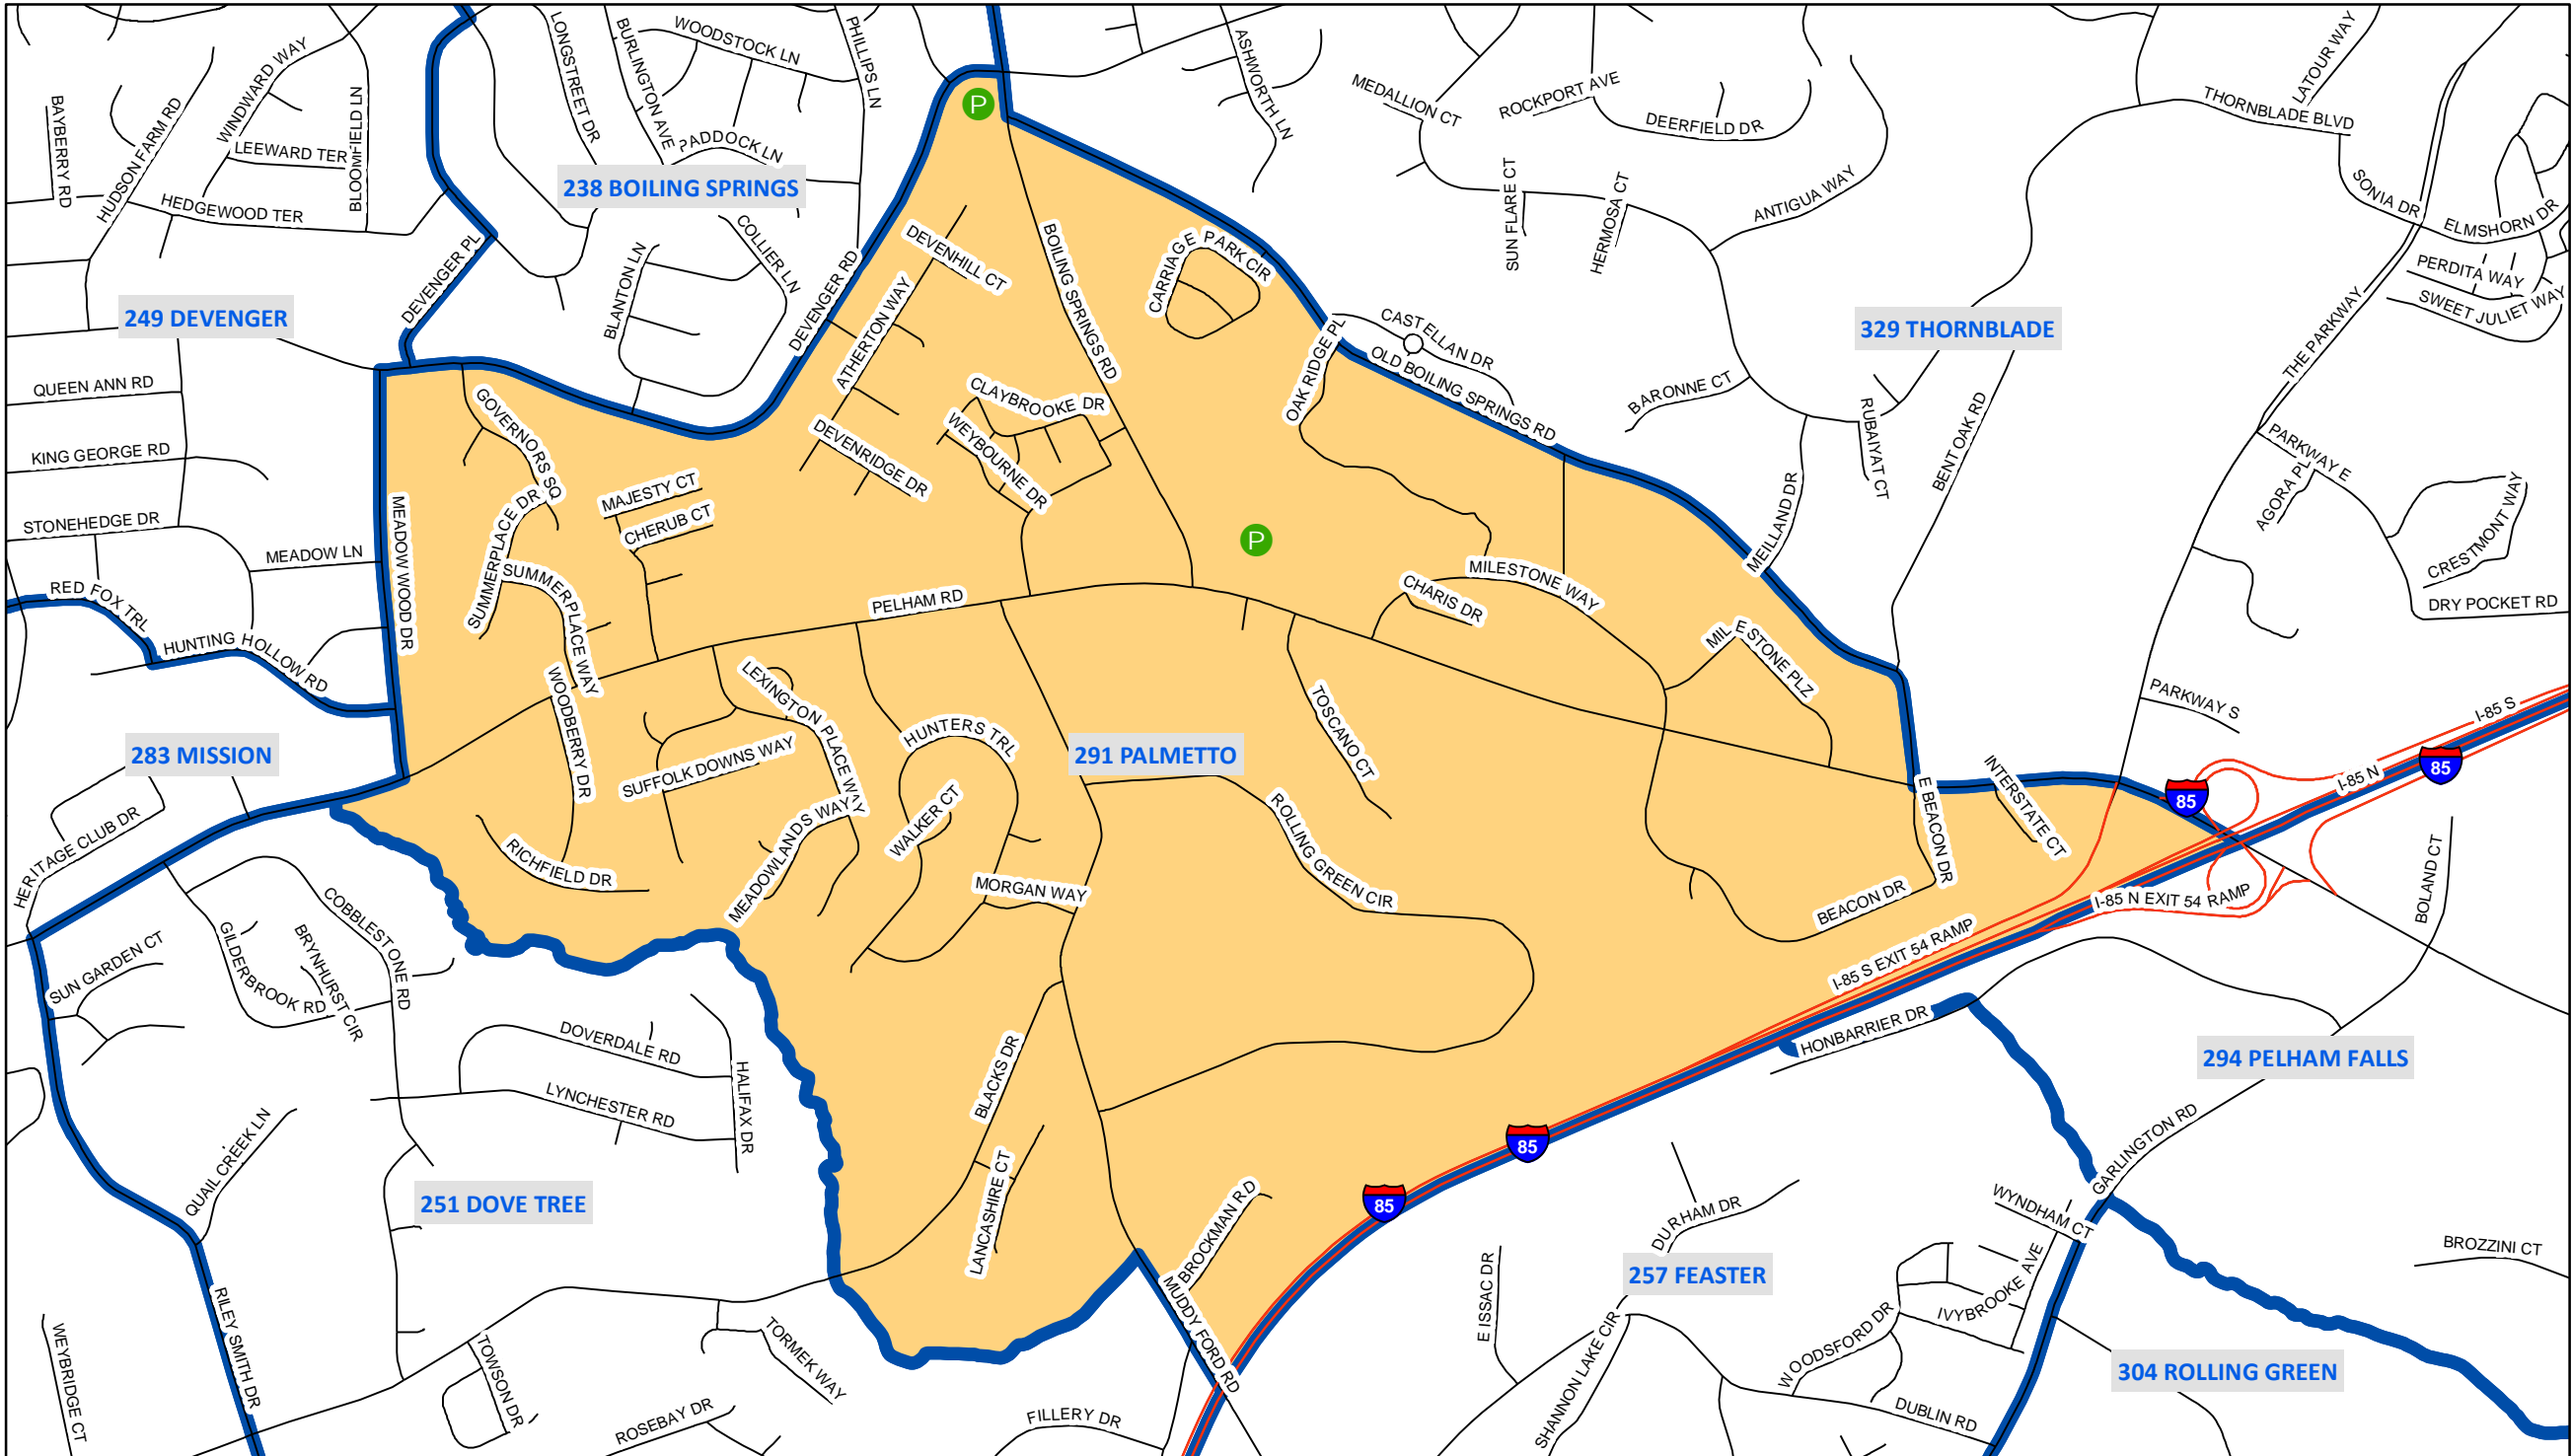 LONGSTREET DR
BURLINGTON AVE
WOODSTOCK LN
PHILLIPS LN
ASHWORTH LN
MEDALLION CT
ROCKPORT AVE
DEERFIELD DR
LATOUR WAY
THORNBLADE BLVD
BAYBERRY RD
HUDSON FARM RD
WINDWARD WAY
LEEWARD TER
BLOOMFIELD LN
HEDGEWOOD TER
PADDOCK LN
238 BOILING SPRINGS
P
SUN FLARE CT
HERMOSA CT
ANTIGUA WAY
SONIA DR
ELMSHORN DR
PERDITA WAY
SWEET JULIET WAY
DEVENGER PL
BLANTON LN
COLLIER LN
DEVENGER RD
DEVENHILL CT
ATHERTON WAY
BOILING SPRINGS RD
CARRIAGE PARK CIR
CASTELLAN DR
OAK RIDGE PL
OLD BOILING SPRINGS RD
249 DEVENGER
329 THORNBLADE
THE PARKWAY
QUEEN ANN RD
KING GEORGE RD
STONEHEDGE DR
MEADOW LN
RED FOX TRL
HUNTING HOLLOW RD
MEADOW WOOD DR
GOVERNORS SQ
SUMMERPLACE DR
SUMMERPLACE WAY
MAJESTY CT
CHERUB CT
DEVENRIDGE DR
CLAYBROOKE DR
WEYBOURNE DR
BARONNE CT
RUBAIYAT CT
BENT OAK RD
MEILLAND DR
PARKWAY E
AGORA PL
CRESTMONT WAY
DRY POCKET RD
P
PELHAM RD
MILESTONE WAY
CHARIS DR
MILESTONE PLZ
PARKWAY S
I-85 S
I-85 N
85
85
283 MISSION
WOODBERRY DR
LEXINGTON PLACE WAY
SUFFOLK DOWNS WAY
HUNTERS TRL
WALKER CT
291 PALMETTO
TOSCANO CT
ROLLING GREEN CIR
E BEACON DR
INTERSTATE CT
HERITAGE CLUB DR
RICHFIELD DR
MEADOWLANDS WAY
MORGAN WAY
BEACON DR
I-85 N EXIT 54 RAMP
I-85 S EXIT 54 RAMP
BOLAND CT
SUN GARDEN CT
GILDERBROOK RD
BRYNHURST CIR
COBBLESTONE RD
DOVERDALE RD
LYNCHESTER RD
HALIFAX DR
BLACKS DR
HONBARRIER DR
294 PELHAM FALLS
QUAIL CREEK LN
251 DOVE TREE
LANCASHIRE CT
BROCKMAN RD
85
85
GARLINGTON RD
WYNDHAM CT
DURHAM DR
257 FEASTER
E ISSAC DR
IVYBROOKE AVE
BROZZINI CT
WOODSFORD DR
SHANNON LAKE CIR
304 ROLLING GREEN
DUBLIN RD
RILEY SMITH DR
WEYBRIDGE CT
TOWSON DR
TORMEK WAY
ROSEBAY DR
FILLERY DR
MUDDY FORD RD